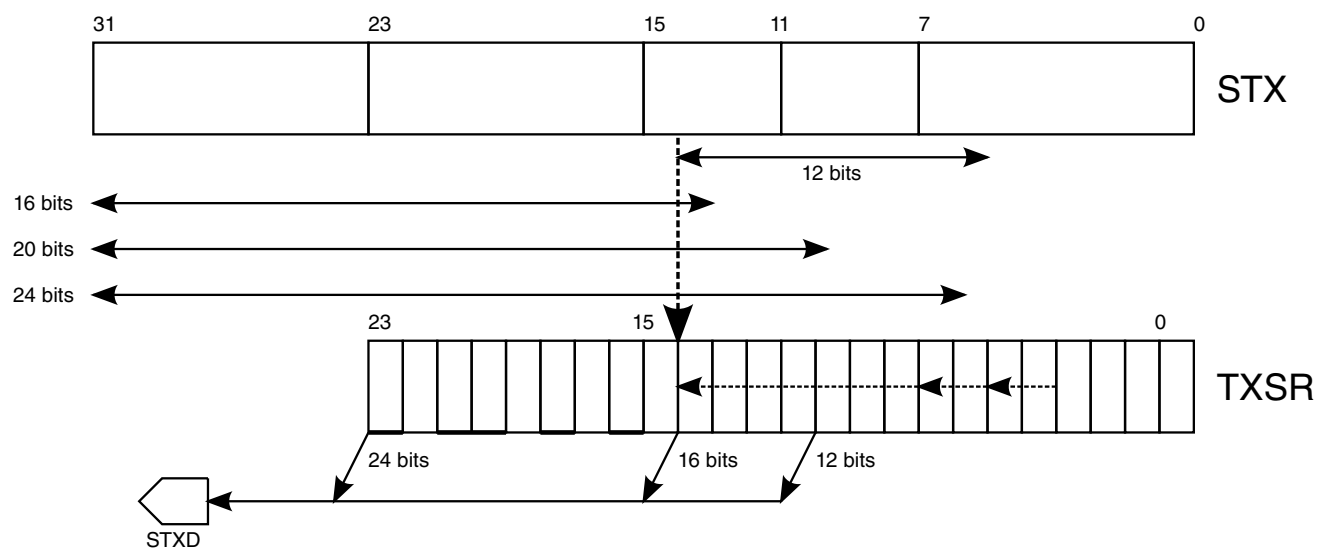 31 23 15 11 7 0
STX
12 bits
16 bits
20 bits
24 bits
23 15 0
TXSR
24 bits 16 bits 12 bits
STXD